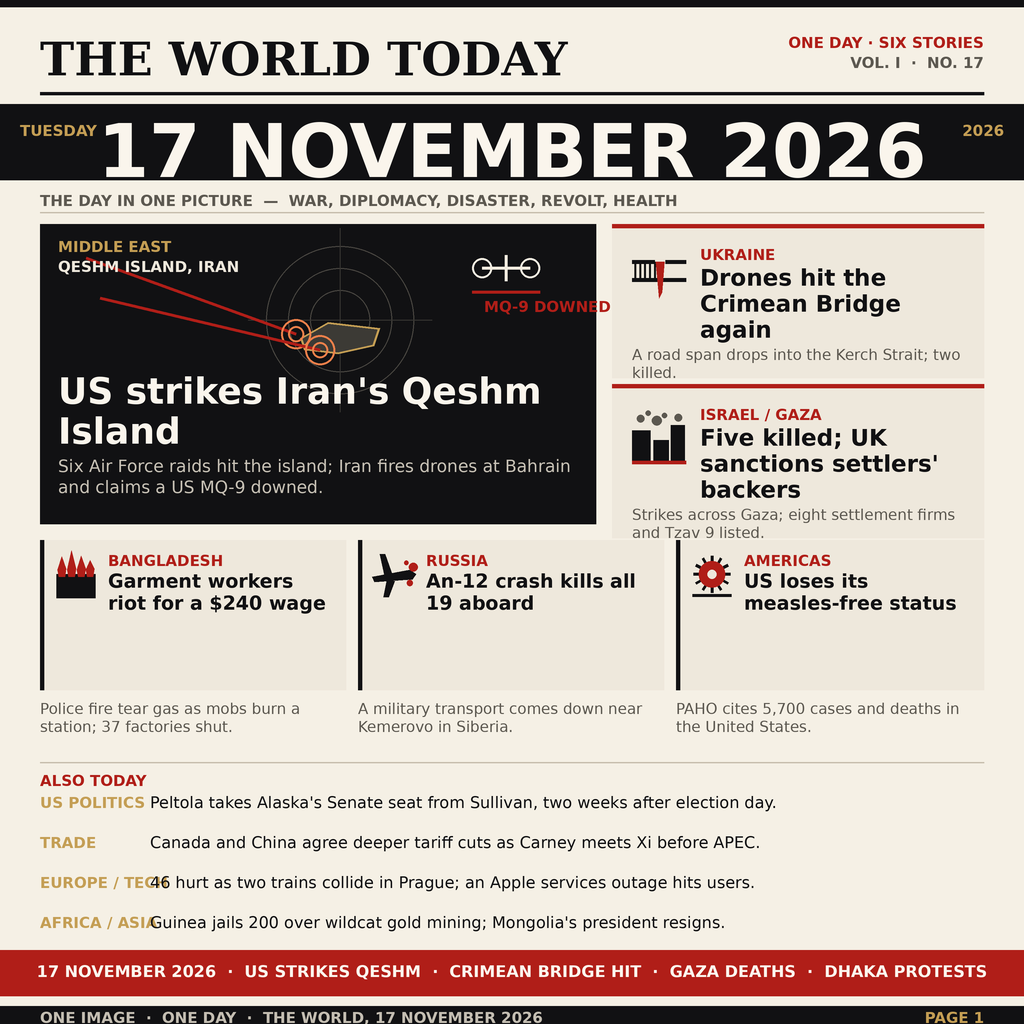 THE WORLD TODAY
ONE DAY · SIX STORIES
VOL. I · NO. 17
TUESDAY
17 NOVEMBER 2026
2026
THE DAY IN ONE PICTURE — WAR, DIPLOMACY, DISASTER, REVOLT, HEALTH
MIDDLE EAST
QESHM ISLAND, IRAN
MQ-9 DOWNED
US strikes Iran's Qeshm
Island
Six Air Force raids hit the island; Iran fires drones at Bahrain
and claims a US MQ-9 downed.
UKRAINE
Drones hit the
Crimean Bridge
again
A road span drops into the Kerch Strait; two
killed.
ISRAEL / GAZA
Five killed; UK
sanctions settlers'
backers
Strikes across Gaza; eight settlement firms
and Tzav 9 listed.
BANGLADESH
Garment workers
riot for a $240 wage
Police fire tear gas as mobs burn a
station; 37 factories shut.
RUSSIA
An-12 crash kills all
19 aboard
A military transport comes down near
Kemerovo in Siberia.
AMERICAS
US loses its
measles-free status
PAHO cites 5,700 cases and deaths in
the United States.
ALSO TODAY
US POLITICS Peltola takes Alaska's Senate seat from Sullivan, two weeks after election day.
TRADE Canada and China agree deeper tariff cuts as Carney meets Xi before APEC.
EUROPE / TECH 46 hurt as two trains collide in Prague; an Apple services outage hits users.
AFRICA / ASIA Guinea jails 200 over wildcat gold mining; Mongolia's president resigns.
17 NOVEMBER 2026 · US STRIKES QESHM · CRIMEAN BRIDGE HIT · GAZA DEATHS · DHAKA PROTESTS
ONE IMAGE · ONE DAY · THE WORLD, 17 NOVEMBER 2026
PAGE 1